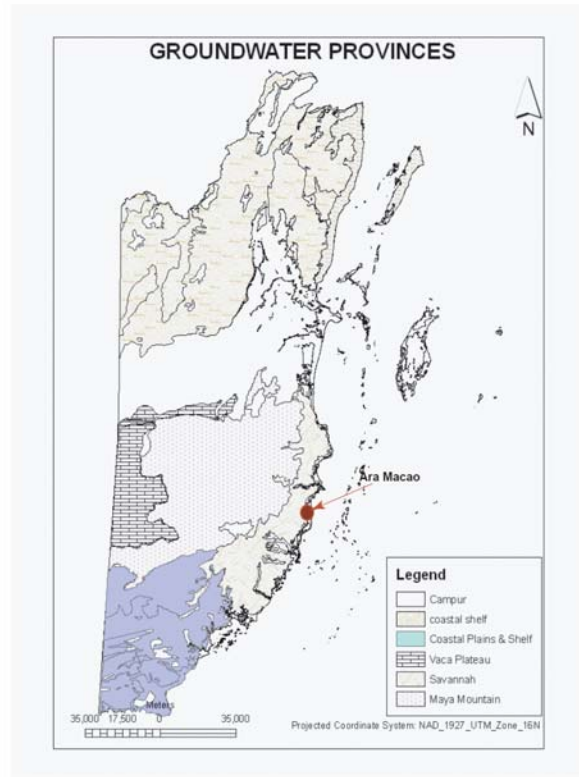 GROUNDWATER PROVINCES
N
Ara Macao
Legend
Campur
coastal shelf
Coastal Plains & Shelf
Vaca Plateau
Savannah
Maya Mountain
Meters
35,000 17,500 0 35,000
Projected Coordinate System: NAD_1927_UTM_Zone_16N